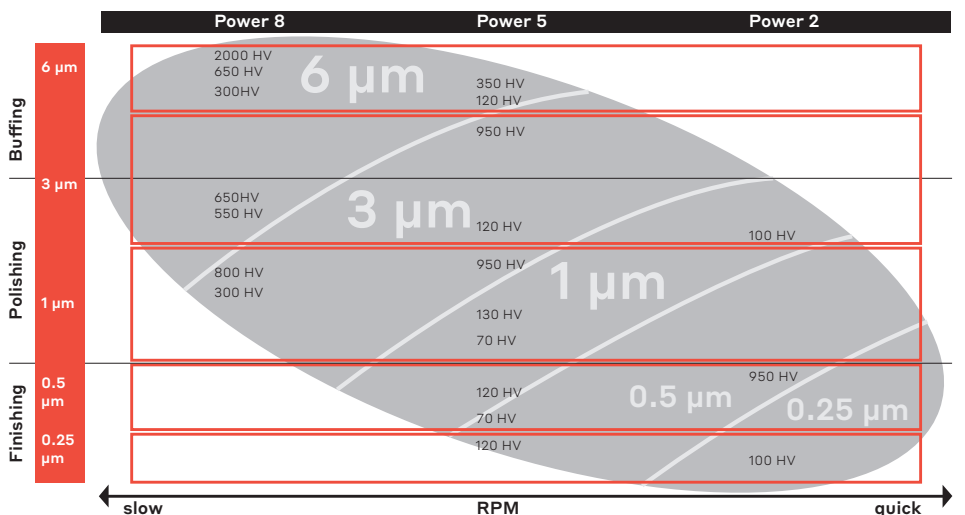 Power 8 Power 5 Power 2
Buffing
Polishing
Finishing
6 µm
3 µm
1 µm
0.5
µm
0.25
µm
2000 HV
650 HV
300HV
6 µm
350 HV
120 HV
950 HV
650HV
550 HV
3 µm
120 HV
100 HV
800 HV
300 HV
950 HV
1 µm
130 HV
70 HV
120 HV
70 HV
0.5 µm
950 HV
0.25 µm
120 HV
100 HV
slow RPM quick